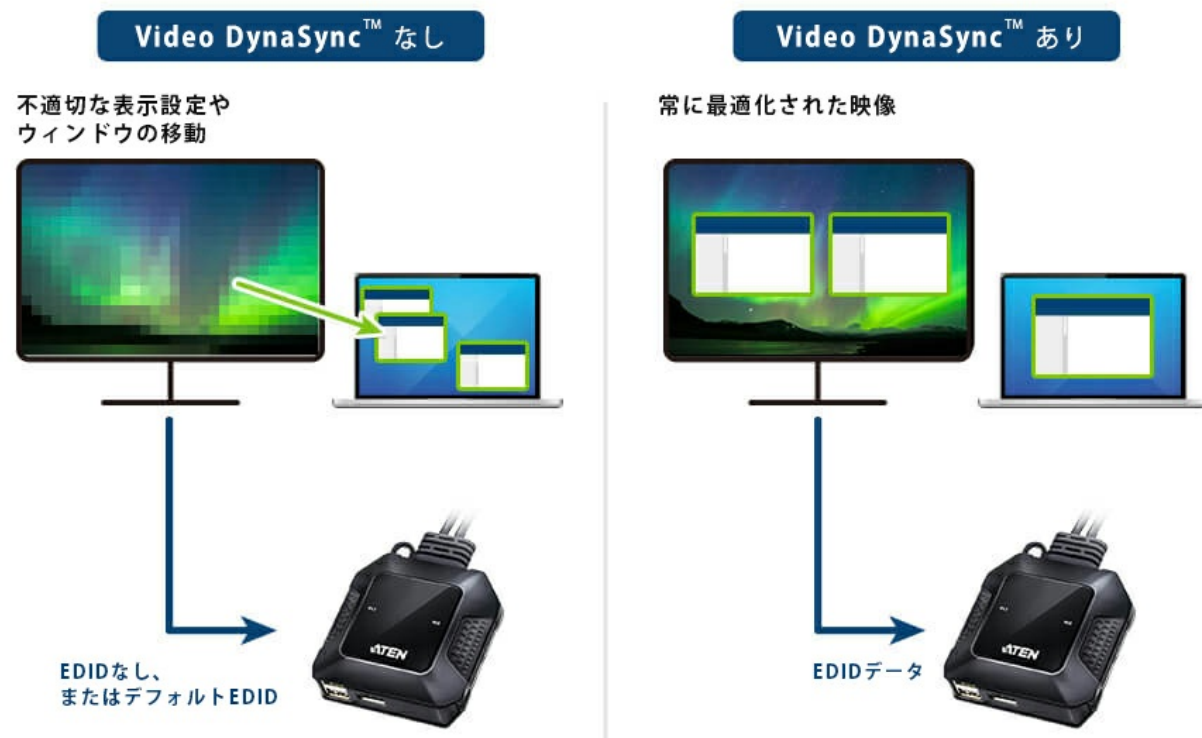 Video DynaSync™ なし
不適切な表示設定や
ウィンドウの移動
EDIDなし、
またはデフォルトEDID
ATEN
Video DynaSync™ あり
常に最適化された映像
EDIDデータ
ATEN